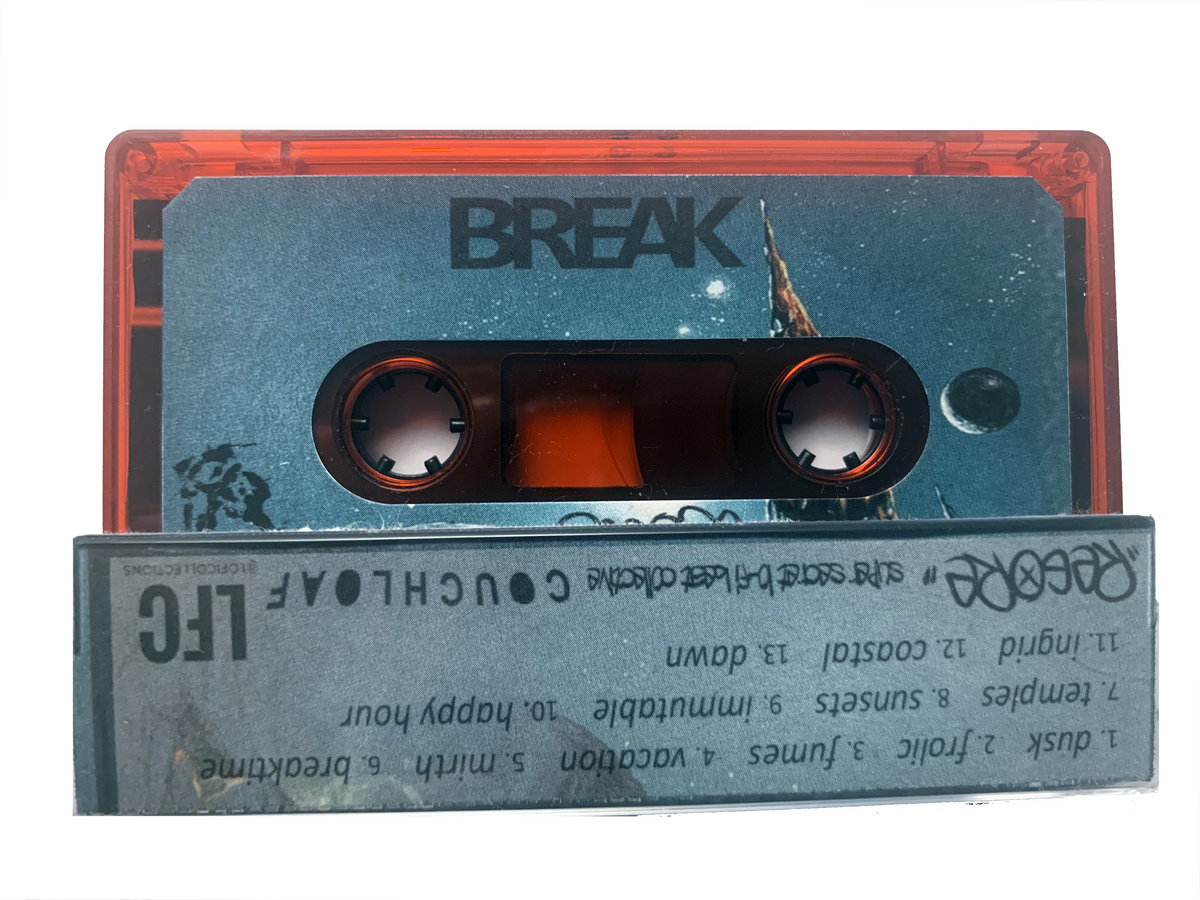 BREAK
1. dusk 2. frolic 3. fumes 4. vacation 5. mirth 6. breaktime
7. temples 8. sunsets 9. immutable 10. happy hour
11. ingrid 12. coastal 13. dawn
super secret lo-fi beat collective COUCHLOAF
LFC
@LOFICOLLECTIONS